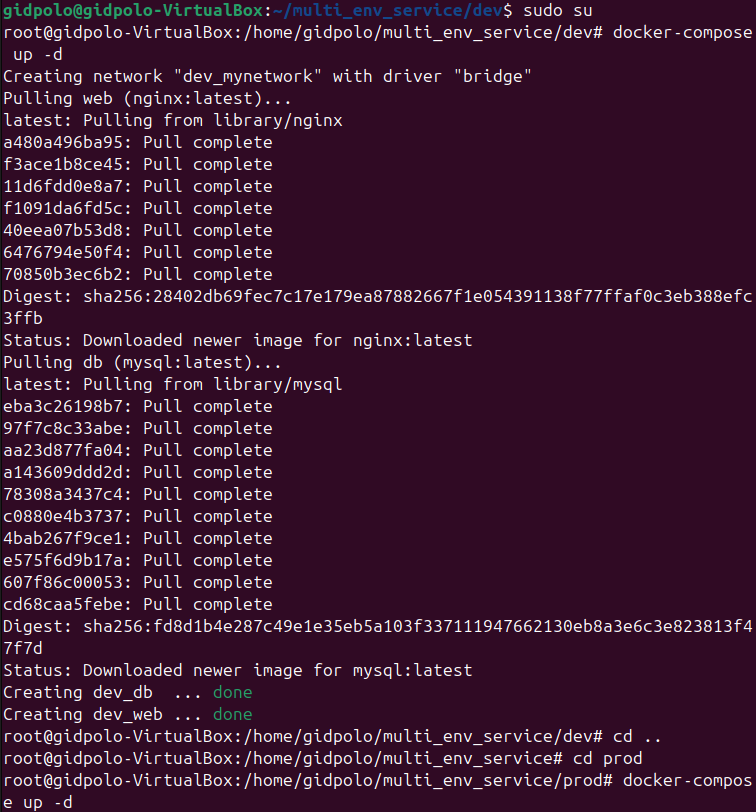 gidpolo@gidpolo-VirtualBox:~/multi_env_service/dev$ sudo su
root@gidpolo-VirtualBox:/home/gidpolo/multi_env_service/dev# docker-compose
 up -d
Creating network "dev_mynetwork" with driver "bridge"
Pulling web (nginx:latest)...
latest: Pulling from library/nginx
a480a496ba95: Pull complete
f3ace1b8ce45: Pull complete
11d6fdd0e8a7: Pull complete
f1091da6fd5c: Pull complete
40eea07b53d8: Pull complete
6476794e50f4: Pull complete
70850b3ec6b2: Pull complete
Digest: sha256:28402db69fec7c17e179ea87882667f1e054391138f77ffaf0c3eb388efc
3ffb
Status: Downloaded newer image for nginx:latest
Pulling db (mysql:latest)...
latest: Pulling from library/mysql
eba3c26198b7: Pull complete
97f7c8c33abe: Pull complete
aa23d877fa04: Pull complete
a143609ddd2d: Pull complete
78308a3437c4: Pull complete
c0880e4b3737: Pull complete
4bab267f9ce1: Pull complete
e575f6d9b17a: Pull complete
607f86c00053: Pull complete
cd68caa5febe: Pull complete
Digest: sha256:fd8d1b4e287c49e1e35eb5a103f337111947662130eb8a3e6c3e823813f4
7f7d
Status: Downloaded newer image for mysql:latest
Creating dev_db  ... done
Creating dev_web ... done
root@gidpolo-VirtualBox:/home/gidpolo/multi_env_service/dev# cd ..
root@gidpolo-VirtualBox:/home/gidpolo/multi_env_service# cd prod
root@gidpolo-VirtualBox:/home/gidpolo/multi_env_service/prod# docker-compos
e up -d